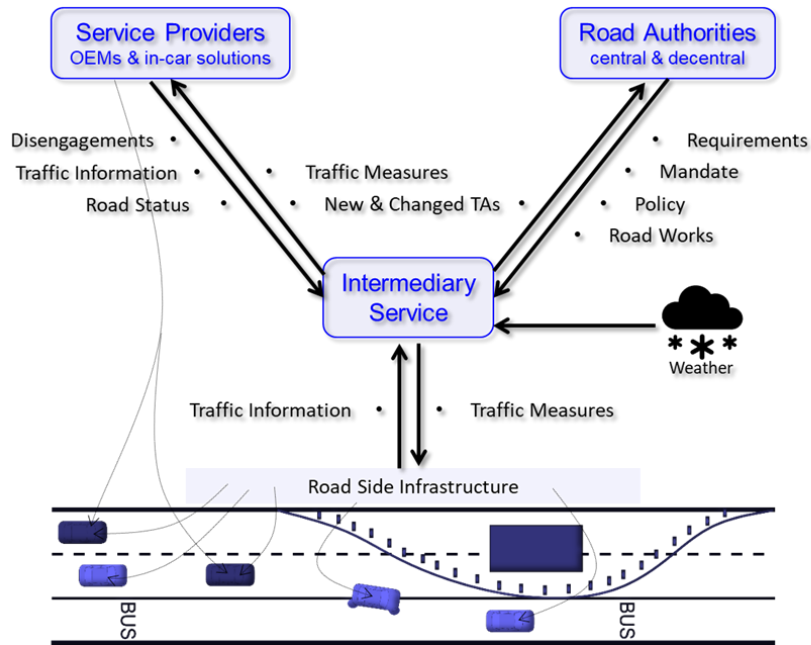 Service Providers
OEMs & in-car solutions
Road Authorities
central & decentral
Disengagements •
Traffic Information •
Road Status •
• Traffic Measures
• New & Changed TAs •
• Requirements
• Mandate
• Policy
• Road Works
Intermediary
Service
Weather
Traffic Information •
• Traffic Measures
Road Side Infrastructure
BUS
BUS